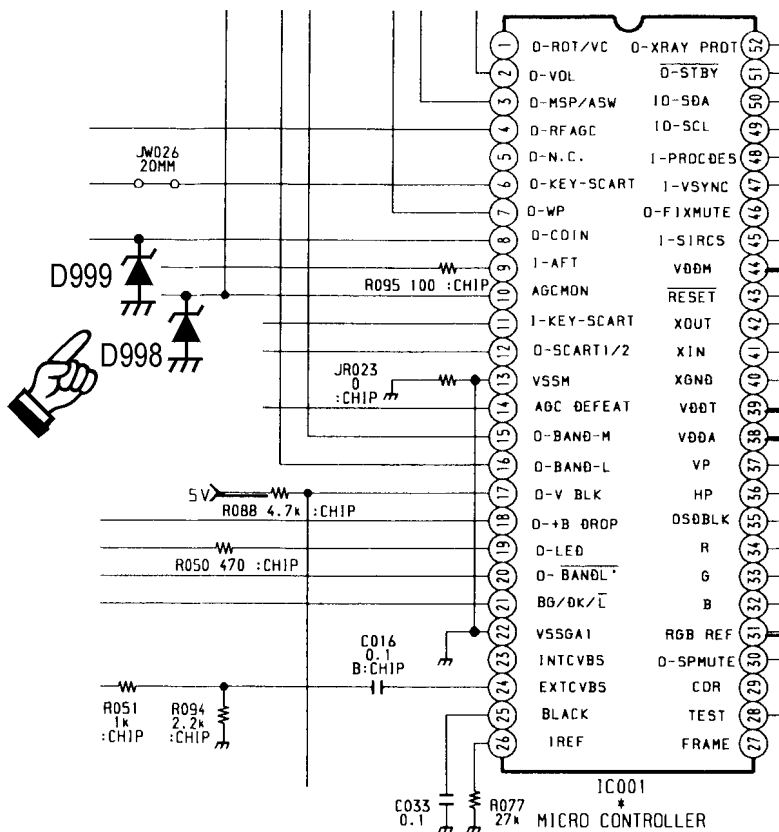 1 O-ROT/VC O-XRAY PROT 52
2 O-VOL O-STBY 51
3 O-MSP/ASW IO-SDA 50
4 O-RFAGC IO-SCL 49
JW026
20MM
5 O-N.C. I-PROCDES 48
6 O-KEY-SCART I-VSYNC 47
7 O-WP O-FIXMUTE 46
8 O-COIN I-SIRCS 45
D999
9 I-AFT VDDM 44
R095 100 :CHIP
10 AGCMON RESET 43
11 I-KEY-SCART XOUT 42
D998
12 O-SCART1/2 XIN 41
JR023
0
:CHIP
13 VSSM XGND 40
14 AGC DEFEAT VDDT 39
15 O-BAND-M VDDA 38
16 O-BAND-L VP 37
5V
R088 4.7k :CHIP
17 O-V BLK HP 36
18 O-+B DROP OSDBLK 35
19 O-LED R 34
R050 470 :CHIP
20 O-BANDL' G 33
21 BG/DK/L B 32
22 VSSGA1 RGB REF 31
C016
0.1
B:CHIP
23 INTCVBS O-SPMUTE 30
24 EXTCVBS COR 29
R051
1k
:CHIP
R094
2.2k
:CHIP
25 BLACK TEST 28
26 IREF FRAME 27
C033
0.1
R077
27k
IC001
*
MICRO CONTROLLER